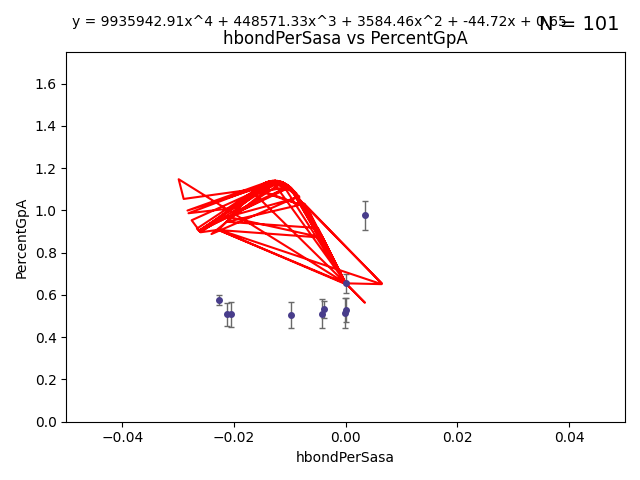 y = 9935942.91x^4 + 448571.33x^3 + 3584.46x^2 + -44.72x + 0.65
N = 101
hbondPerSasa vs PercentGpA
PercentGpA
1.6
1.4
1.2
1.0
0.8
0.6
0.4
0.2
0.0
−0.04 −0.02 0.00 0.02 0.04
hbondPerSasa